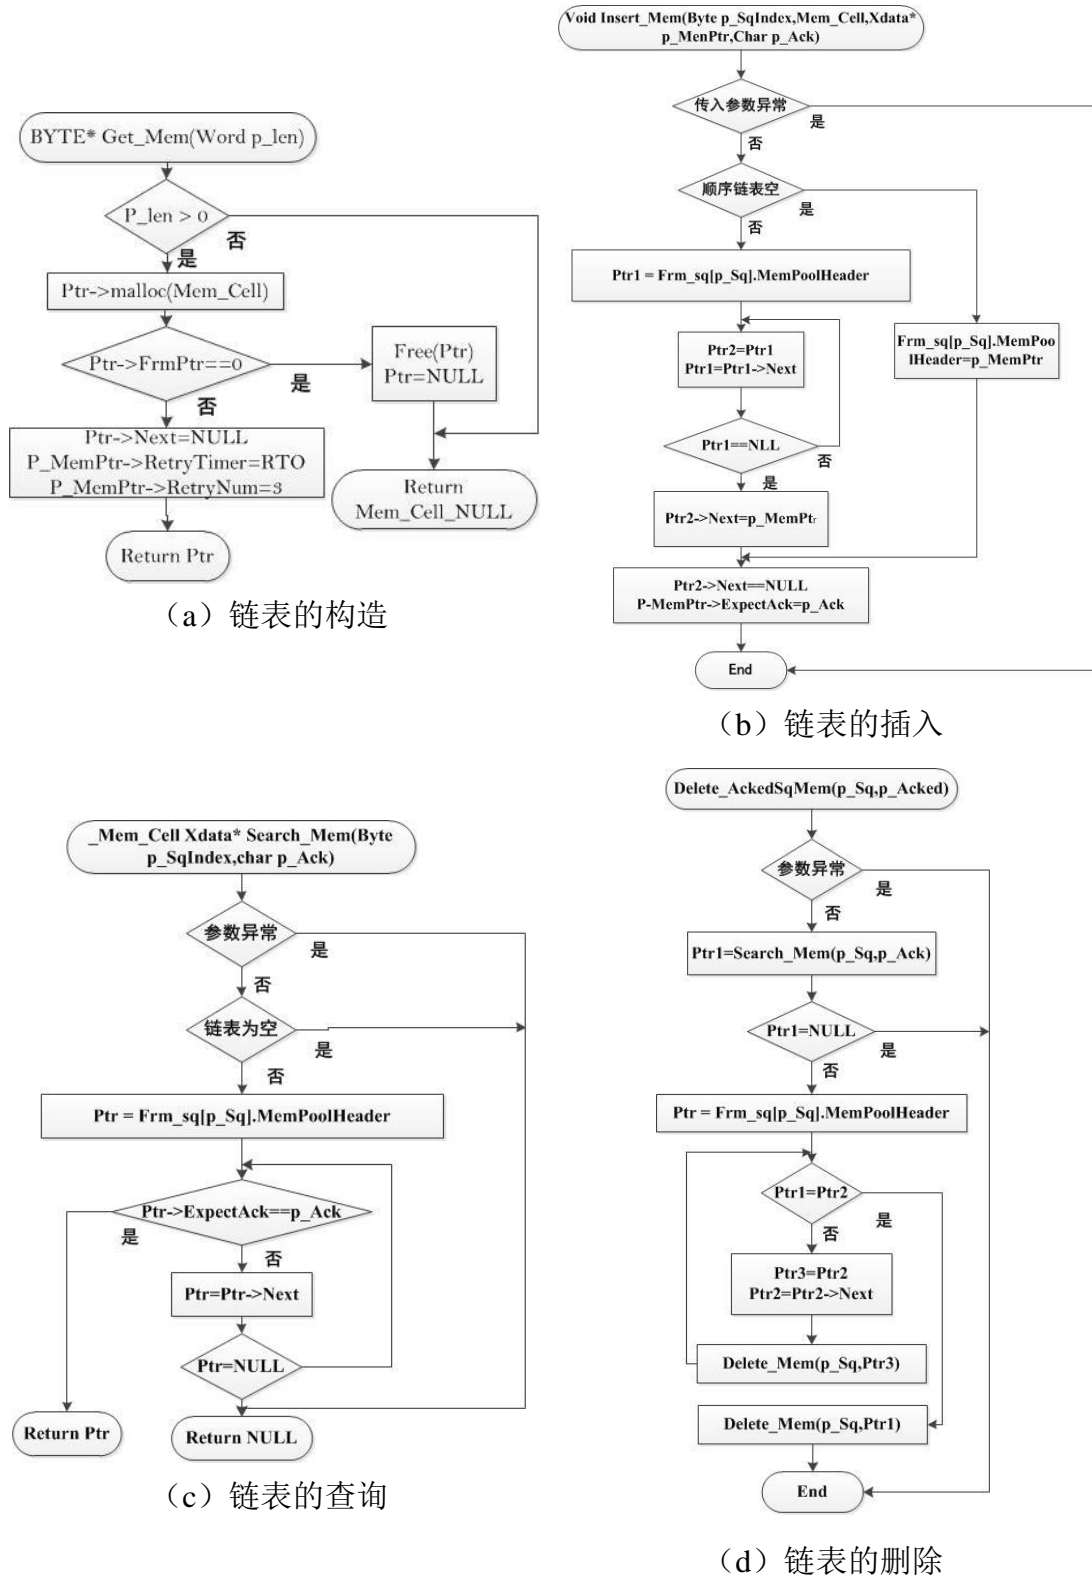 BYTE* Get_Mem(Word p_len)
P_len > 0
否
是
Ptr->malloc(Mem_Cell)
Ptr->FrmPtr==0
是
否
Free(Ptr)
Ptr=NULL
Ptr->Next=NULL
P_MemPtr->RetryTimer=RTO
P_MemPtr->RetryNum=3
Return
Mem_Cell_NULL
Return Ptr
（a）链表的构造
Void Insert_Mem(Byte p_SqIndex,Mem_Cell,Xdata*
p_MenPtr,Char p_Ack)
传入参数异常
是
否
顺序链表空
是
否
Ptr1 = Frm_sq[p_Sq].MemPoolHeader
Ptr2=Ptr1
Ptr1=Ptr1->Next
Frm_sq[p_Sq].MemPoo
lHeader=p_MemPtr
Ptr1==NLL
否
是
Ptr2->Next=p_MemPtr
Ptr2->Next==NULL
P-MemPtr->ExpectAck=p_Ack
End
（b）链表的插入
_Mem_Cell Xdata* Search_Mem(Byte
p_SqIndex,char p_Ack)
参数异常
是
否
链表为空
是
否
Ptr = Frm_sq[p_Sq].MemPoolHeader
Ptr->ExpectAck==p_Ack
是
否
Ptr=Ptr->Next
Ptr=NULL
Return Ptr
Return NULL
（c）链表的查询
Delete_AckedSqMem(p_Sq,p_Acked)
参数异常
是
否
Ptr1=Search_Mem(p_Sq,p_Ack)
Ptr1=NULL
是
否
Ptr = Frm_sq[p_Sq].MemPoolHeader
Ptr1=Ptr2
是
否
Ptr3=Ptr2
Ptr2=Ptr2->Next
Delete_Mem(p_Sq,Ptr3)
Delete_Mem(p_Sq,Ptr1)
End
（d）链表的删除